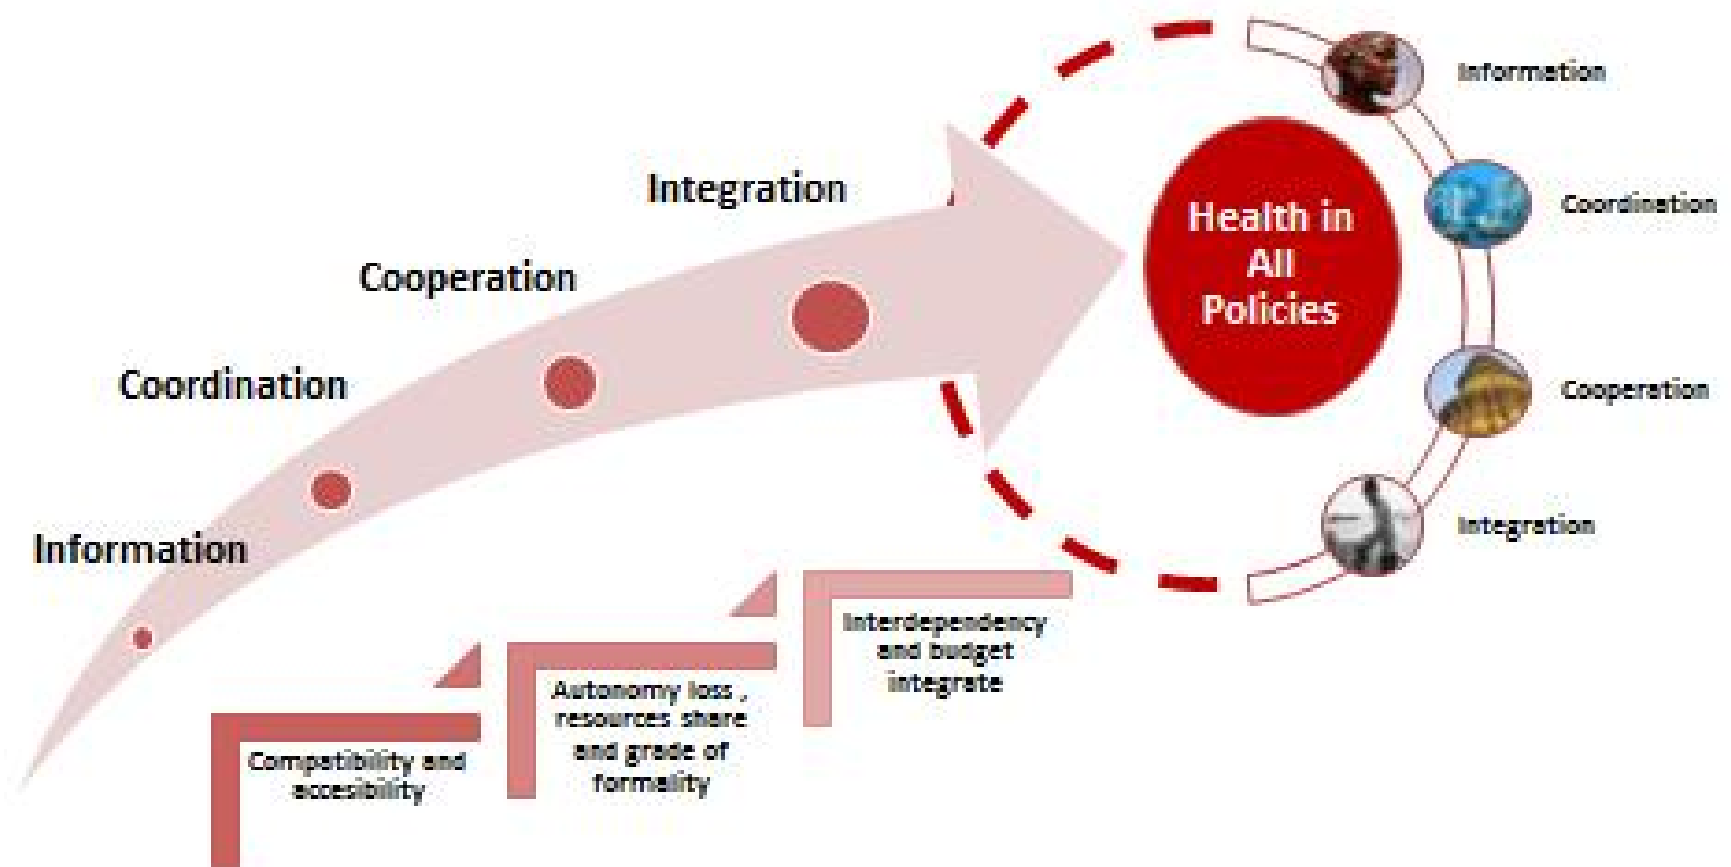 Integration
Cooperation
Coordination
Information
Compatibility and
accesibility
Autonomy loss ,
resources share
and grade of
formality
Interdependency
and budget
integrate
Health in
All
Policies
Information
Coordination
Cooperation
Integration